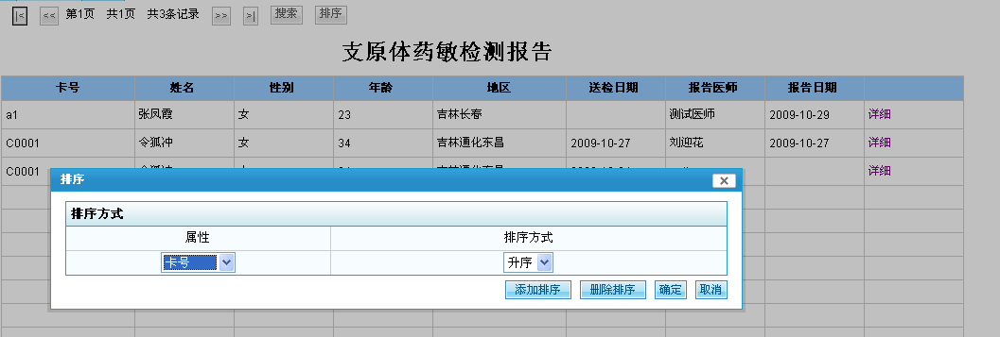 |< << 第1页 共1页 共3条记录 >> >| 搜索 排序
支原体药敏检测报告
卡号 姓名 性别 年龄 地区 送检日期 报告医师 报告日期
a1 张凤霞 女 23 吉林长春 测试医师 2009-10-29 详细
C0001 令狐冲 女 34 吉林通化东昌 2009-10-27 刘迎花 2009-10-27 详细
C0001 详细
排序
排序方式
属性 排序方式
卡号 升序
添加排序 删除排序 确定 取消